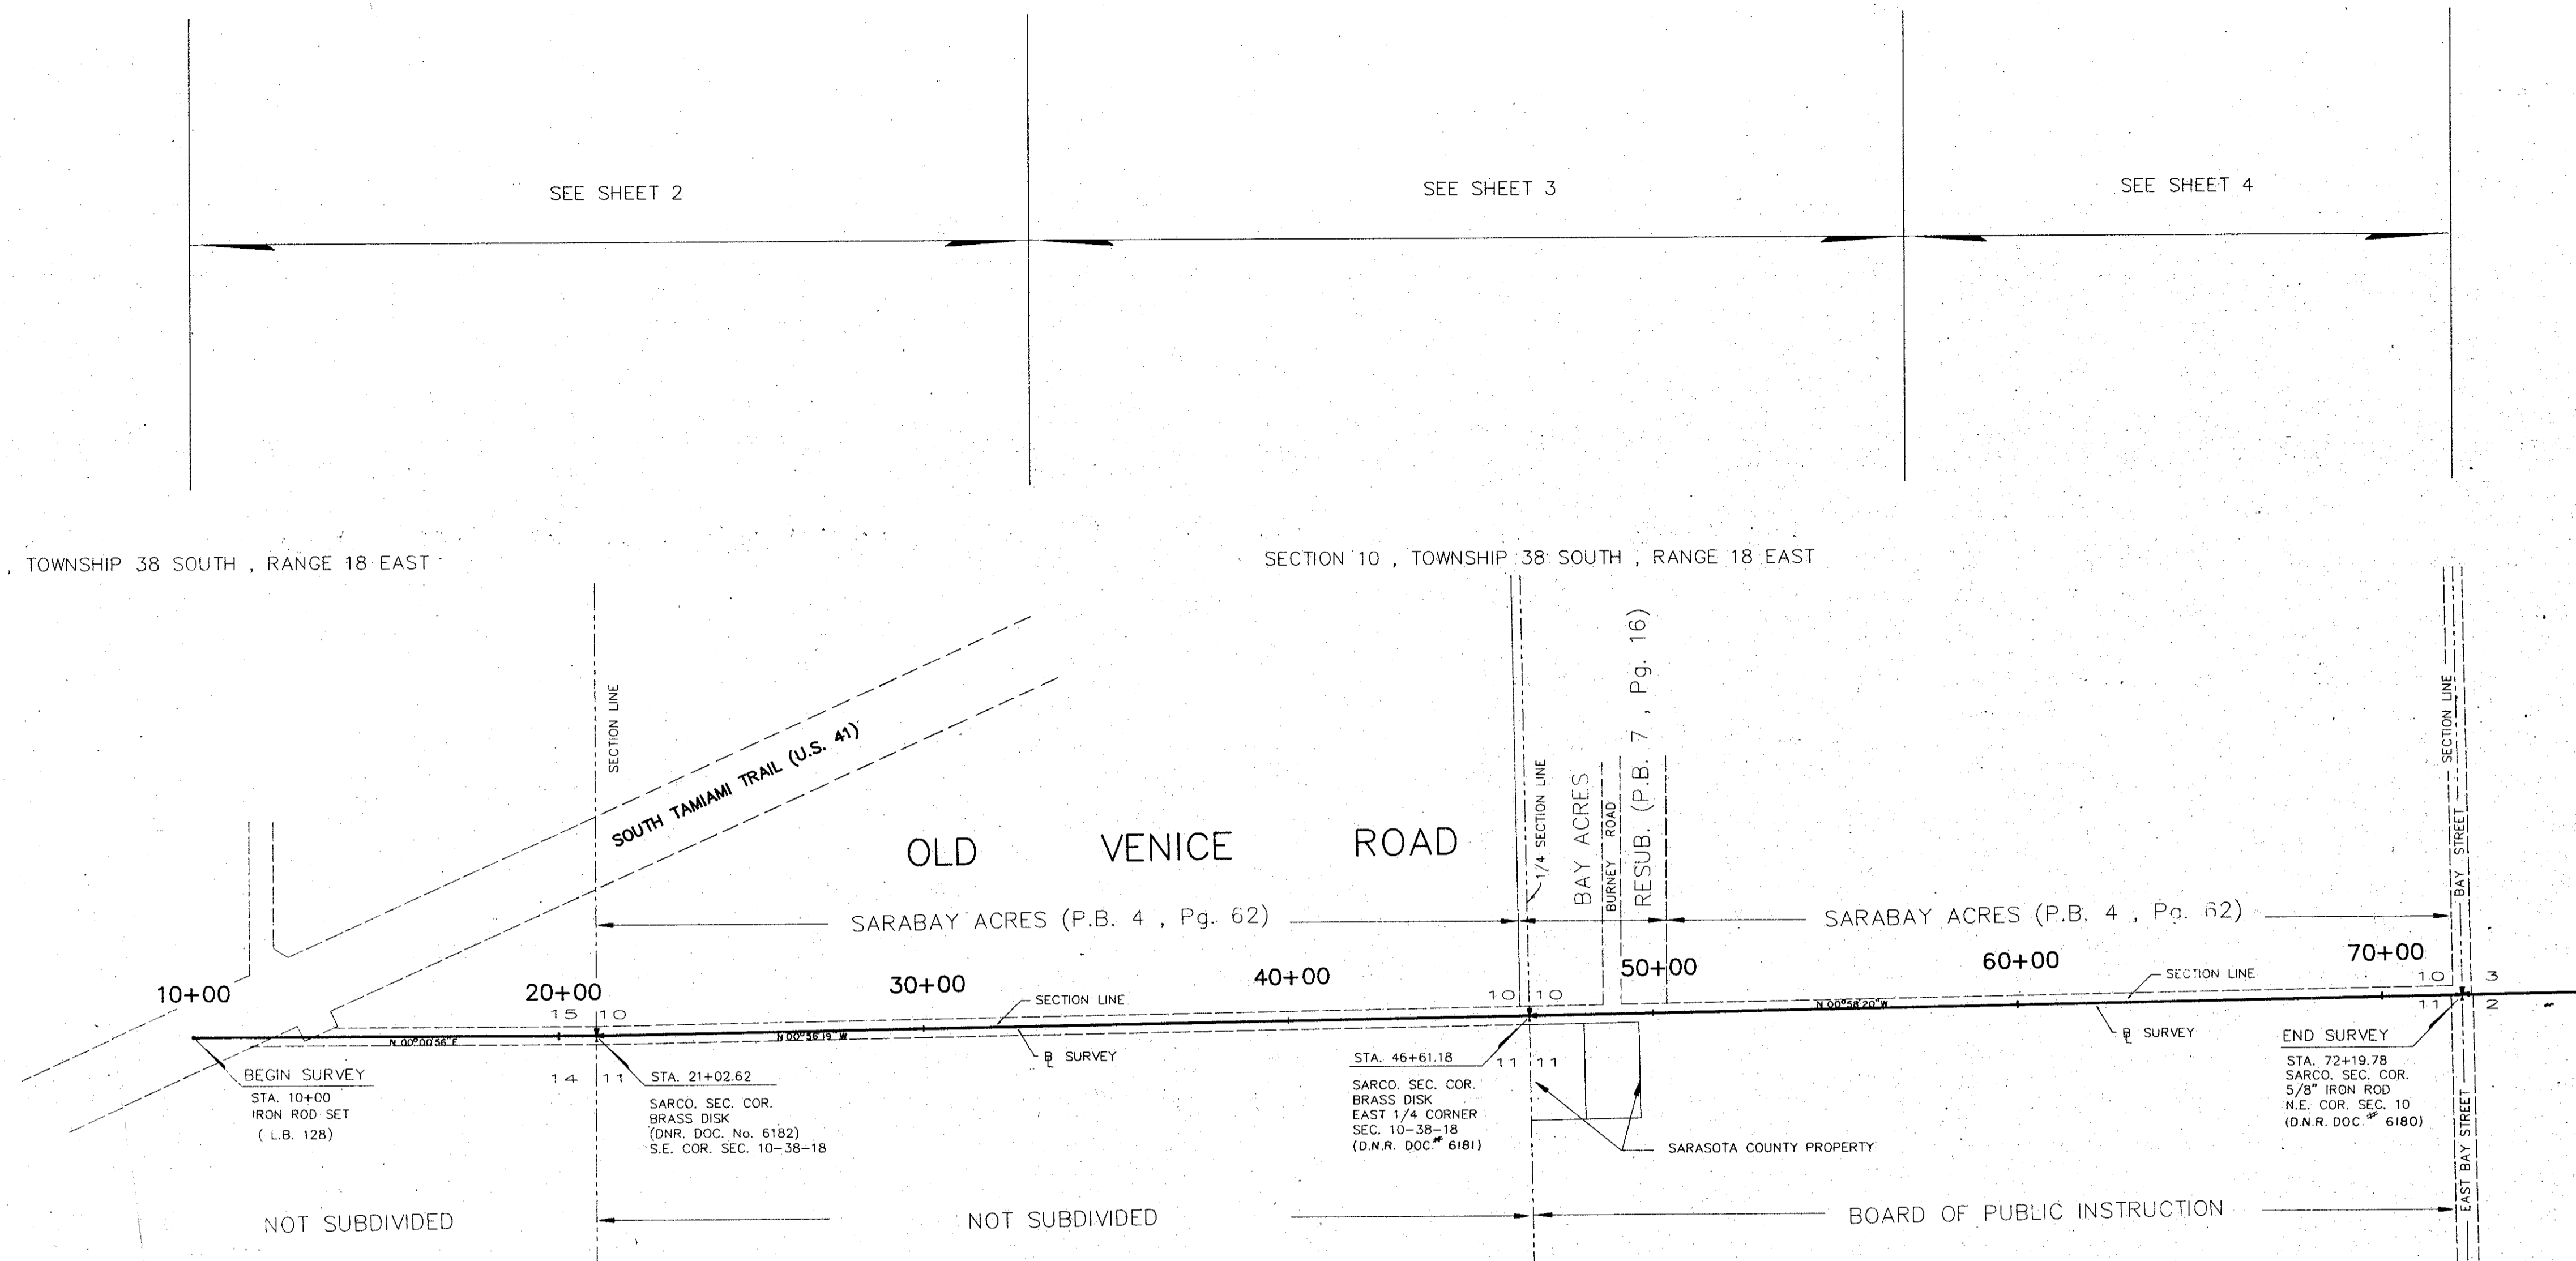 SEE SHEET 2
SEE SHEET 3
SEE SHEET 4
, TOWNSHIP 38 SOUTH , RANGE 18 EAST
SECTION 10 , TOWNSHIP 38 SOUTH , RANGE 18 EAST
SECTION LINE
SOUTH TAMIAMI TRAIL (U.S. 41)
OLD VENICE ROAD
1/4 SECTION LINE
BAY ACRES
BURNEY ROAD
RESUB. (P.B. 7 , Pg. 16)
SECTION LINE
BAY STREET
SARABAY ACRES (P.B. 4 , Pg. 62)
SARABAY ACRES (P.B. 4 , Pg. 62)
10+00
20+00
30+00
40+00
50+00
60+00
70+00
15 10
SECTION LINE
10 10
SECTION LINE
10 3
N 00°00'56" E
N 00°56'19" W
N 00°58'20" W
11 2
℄ SURVEY
℄ SURVEY
14 11
11 11
BEGIN SURVEY
STA. 10+00
IRON ROD SET
( L.B. 128)
STA. 21+02.62
SARCO. SEC. COR.
BRASS DISK
(DNR. DOC. No. 6182)
S.E. COR. SEC. 10-38-18
STA. 46+61.18
SARCO. SEC. COR.
BRASS DISK
EAST 1/4 CORNER
SEC. 10-38-18
(D.N.R. DOC.# 6181)
SARASOTA COUNTY PROPERTY
END SURVEY
STA. 72+19.78
SARCO. SEC. COR.
5/8" IRON ROD
N.E. COR. SEC. 10
(D.N.R. DOC.# 6180)
EAST BAY STREET
NOT SUBDIVIDED
NOT SUBDIVIDED
BOARD OF PUBLIC INSTRUCTION